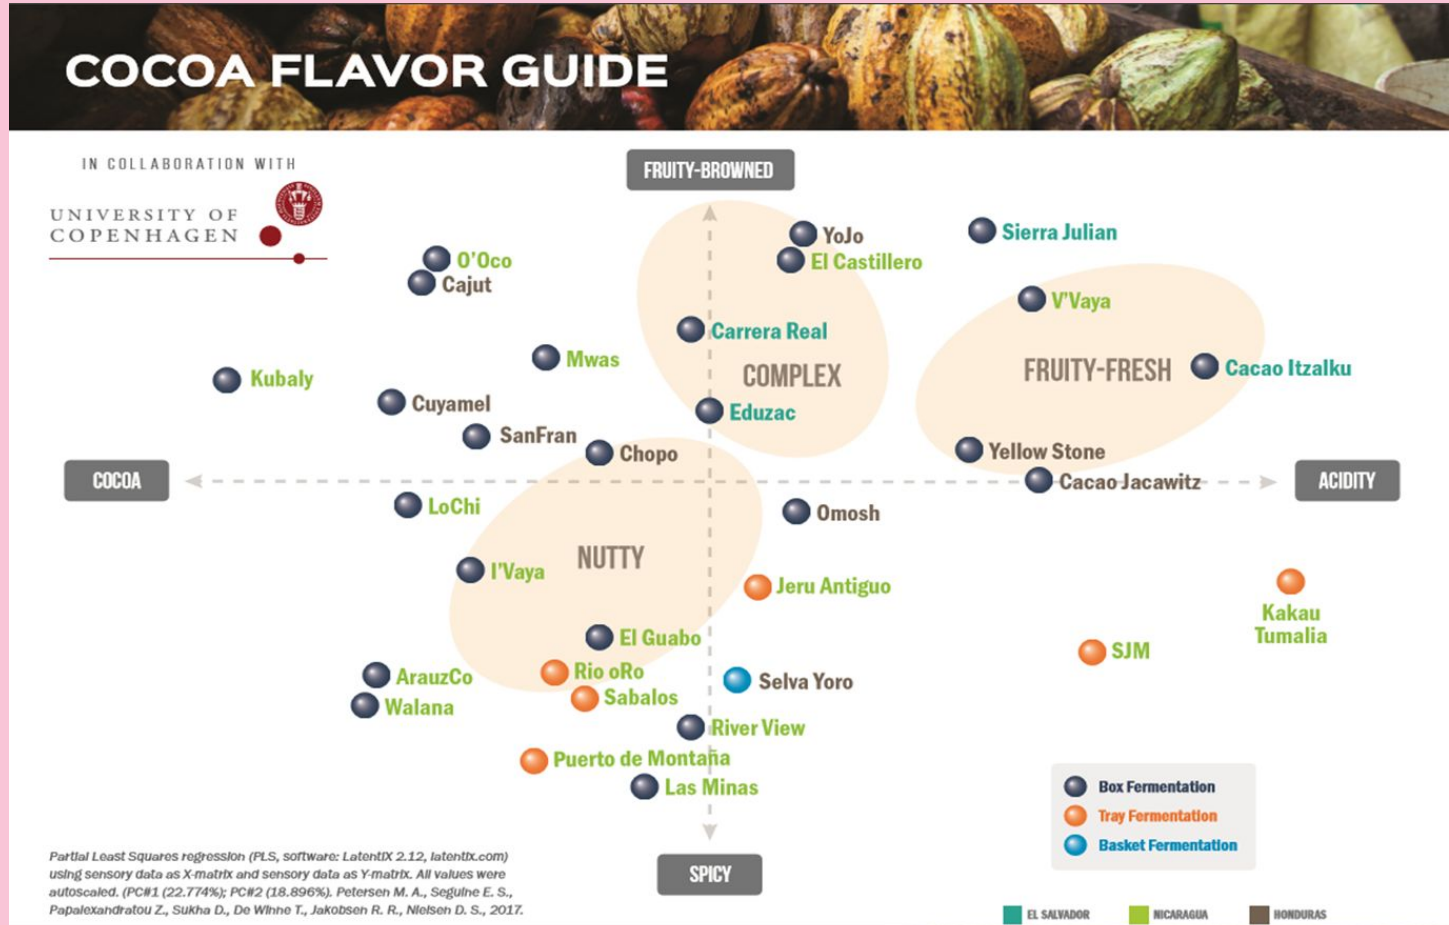 COCOA FLAVOR GUIDE
IN COLLABORATION WITH
UNIVERSITY OF
COPENHAGEN
FRUITY-BROWNED
YoJo
Sierra Julian
El Castillero
O'Oco
Cajut
V'Vaya
Carrera Real
Mwas
COMPLEX
FRUITY-FRESH
Cacao Itzalku
Kubaly
Cuyamel
Eduzac
SanFran
Chopo
Yellow Stone
COCOA
Cacao Jacawitz
ACIDITY
LoChi
Omosh
NUTTY
I'Vaya
Jeru Antiguo
Kakau
Tumalia
El Guabo
SJM
Rio oRo
ArauzCo
Selva Yoro
Sabalos
Walana
River View
Puerto de Montaña
Las Minas
Box Fermentation
Tray Fermentation
Basket Fermentation
SPICY
Partial Least Squares regression (PLS, software: LatentiX 2.12, latentix.com)
using sensory data as X-matrix and sensory data as Y-matrix. All values were
autoscaled. (PC#1 (22.774%); PC#2 (18.896%). Petersen M. A., Seguine E. S.,
Papalexandratou Z., Sukha D., De Winne T., Jakobsen R. R., Nielsen D. S., 2017.
EL SALVADOR
NICARAGUA
HONDURAS